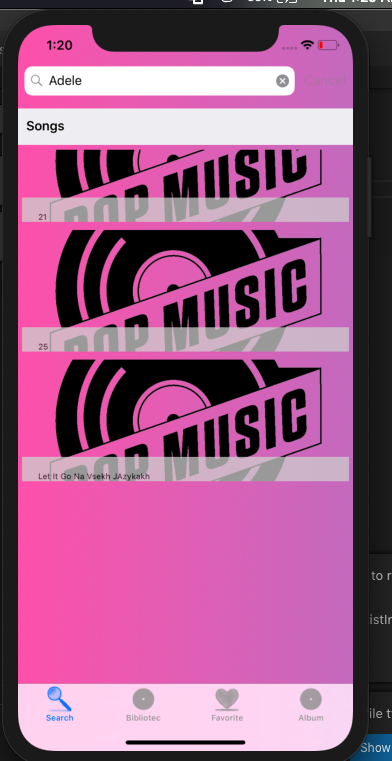 1:20
Adele
Cancel
Songs
POP MUSIC
21
POP MUSIC
25
POP MUSIC
Let It Go Na Vsekh JAzykakh
Search
Bibliotec
Favorite
Album
to r
istIn
ile t
Show